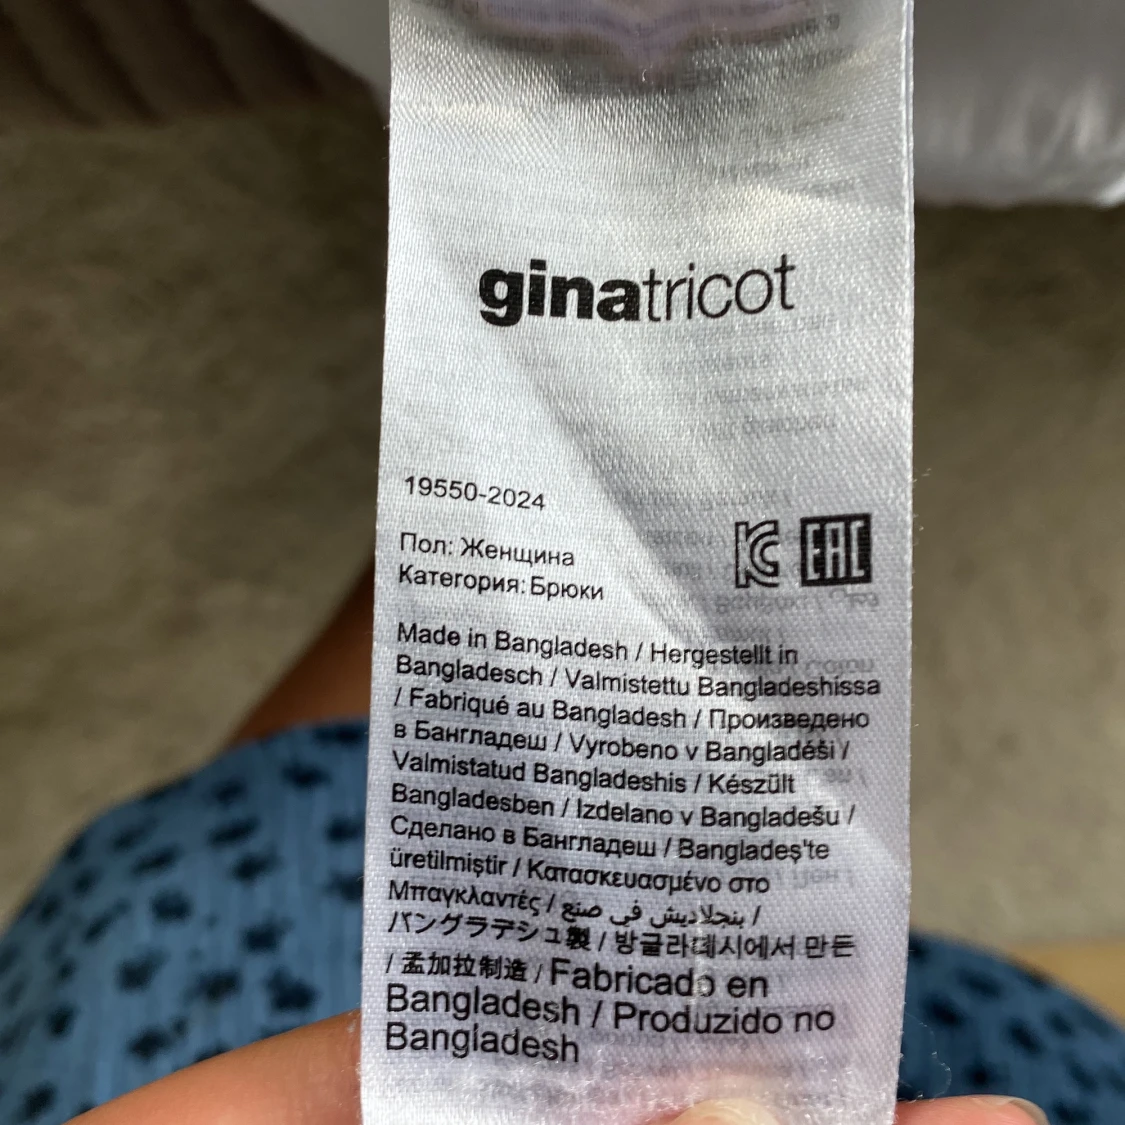 ginatricot
19550-2024
Пол: Женщина
Категория: Брюки
KC EAC
Made in Bangladesh / Hergestellt in
Bangladesch / Valmistettu Bangladeshissa
/ Fabriqué au Bangladesh / Произведено
в Бангладеш / Vyrobeno v Bangladéši /
Valmistatud Bangladeshis / Készült
Bangladesben / Izdelano v Bangladešu /
Сделано в Бангладеш / Bangladeş'te
üretilmiştir / Κατασκευασμένο στο
Μπαγκλαντές / بنجلاديش في صنع /
バングラデシュ製 / 방글라데시에서 만든
/ 孟加拉制造 / Fabricado en
Bangladesh / Produzido no
Bangladesh